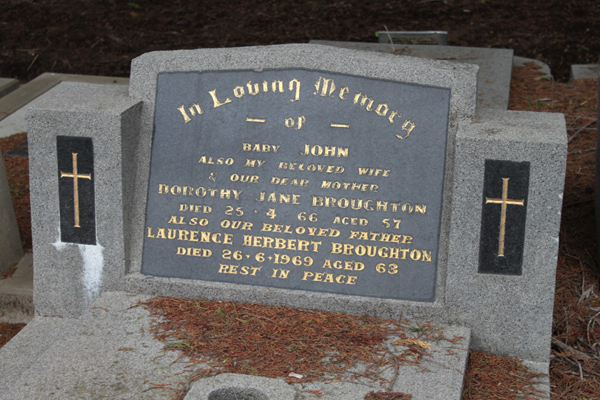 In Loving Memory
of
BABY JOHN
ALSO MY BELOVED WIFE
& OUR DEAR MOTHER
DOROTHY JANE BROUGHTON
DIED 25·4·66 AGED 57
ALSO OUR BELOVED FATHER
LAURENCE HERBERT BROUGHTON
DIED 26·6·1969 AGED 63
REST IN PEACE